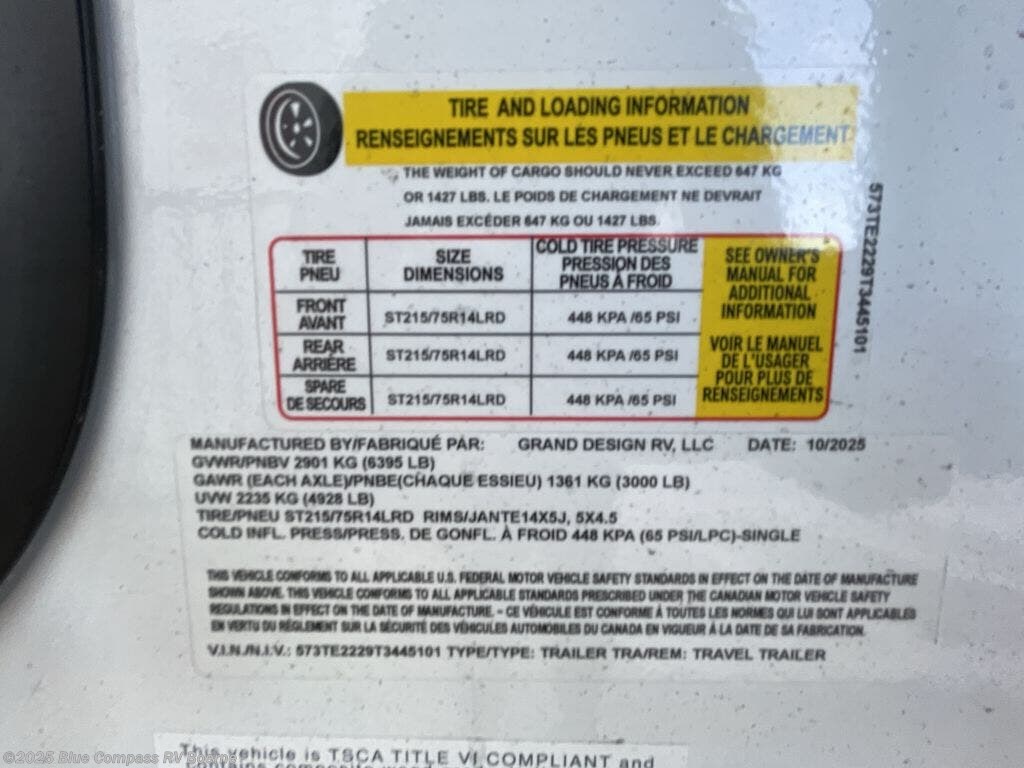 TIRE AND LOADING INFORMATION
RENSEIGNEMENTS SUR LES PNEUS ET LE CHARGEMENT
THE WEIGHT OF CARGO SHOULD NEVER EXCEED 647 KG
OR 1427 LBS. LE POIDS DE CHARGEMENT NE DEVRAIT
JAMAIS EXCÉDER 647 KG OU 1427 LBS.
TIRE
PNEU
SIZE
DIMENSIONS
COLD TIRE PRESSURE
PRESSION DES
PNEUS À FROID
FRONT
AVANT
ST215/75R14LRD
448 KPA /65 PSI
REAR
ARRIÈRE
ST215/75R14LRD
448 KPA /65 PSI
SPARE
DE SECOURS
ST215/75R14LRD
448 KPA /65 PSI
SEE OWNER'S
MANUAL FOR
ADDITIONAL
INFORMATION
VOIR LE MANUEL
DE L'USAGER
POUR PLUS DE
RENSEIGNEMENTS
573TE2229T3445101
MANUFACTURED BY/FABRIQUÉ PAR: GRAND DESIGN RV, LLC DATE: 10/2025
GVWR/PNBV 2901 KG (6395 LB)
GAWR (EACH AXLE)/PNBE(CHAQUE ESSIEU) 1361 KG (3000 LB)
UVW 2235 KG (4928 LB)
TIRE/PNEU ST215/75R14LRD RIMS/JANTE14X5J, 5X4.5
COLD INFL. PRESS/PRESS. DE GONFL. À FROID 448 KPA (65 PSI/LPC)-SINGLE
THIS VEHICLE CONFORMS TO ALL APPLICABLE U.S. FEDERAL MOTOR VEHICLE SAFETY STANDARDS IN EFFECT ON THE DATE OF MANUFACTURE
SHOWN ABOVE. THIS VEHICLE CONFORMS TO ALL APPLICABLE STANDARDS PRESCRIBED UNDER THE CANADIAN MOTOR VEHICLE SAFETY
REGULATIONS IN EFFECT ON THE DATE OF MANUFACTURE. - CE VÉHICULE EST CONFORME À TOUTES LES NORMES QUI LUI SONT APPLICABLES
EN VERTU DU RÈGLEMENT SUR LA SÉCURITÉ DES VÉHICULES AUTOMOBILES DU CANADA EN VIGUEUR À LA DATE DE SA FABRICATION.
V.I.N./N.I.V.: 573TE2229T3445101 TYPE/TYPE: TRAILER TRA/REM: TRAVEL TRAILER
This vehicle is TSCA TITLE VI COMPLIANT and
contains composite wood
©2025 Blue Compass RV Boerne